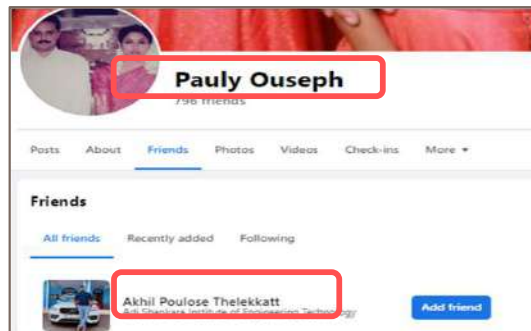 Pauly Ouseph
796 friends
Posts About Friends Photos Videos Check-ins More
Friends
All friends Recently added Following
Akhil Poulose Thelekkatt
Adi Shankara Institute of Engineering Technology
Add friend